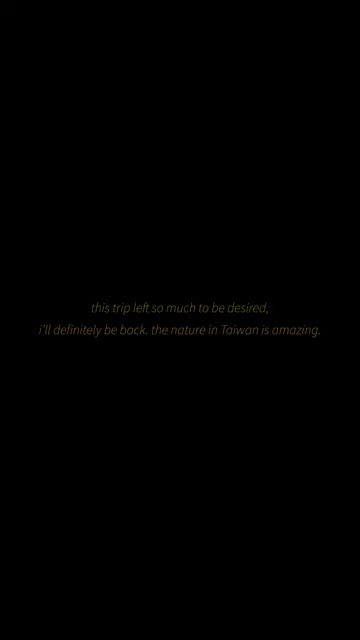 this trip left so much to be desired,
i'll definitely be back. the nature in Taiwan is amazing.